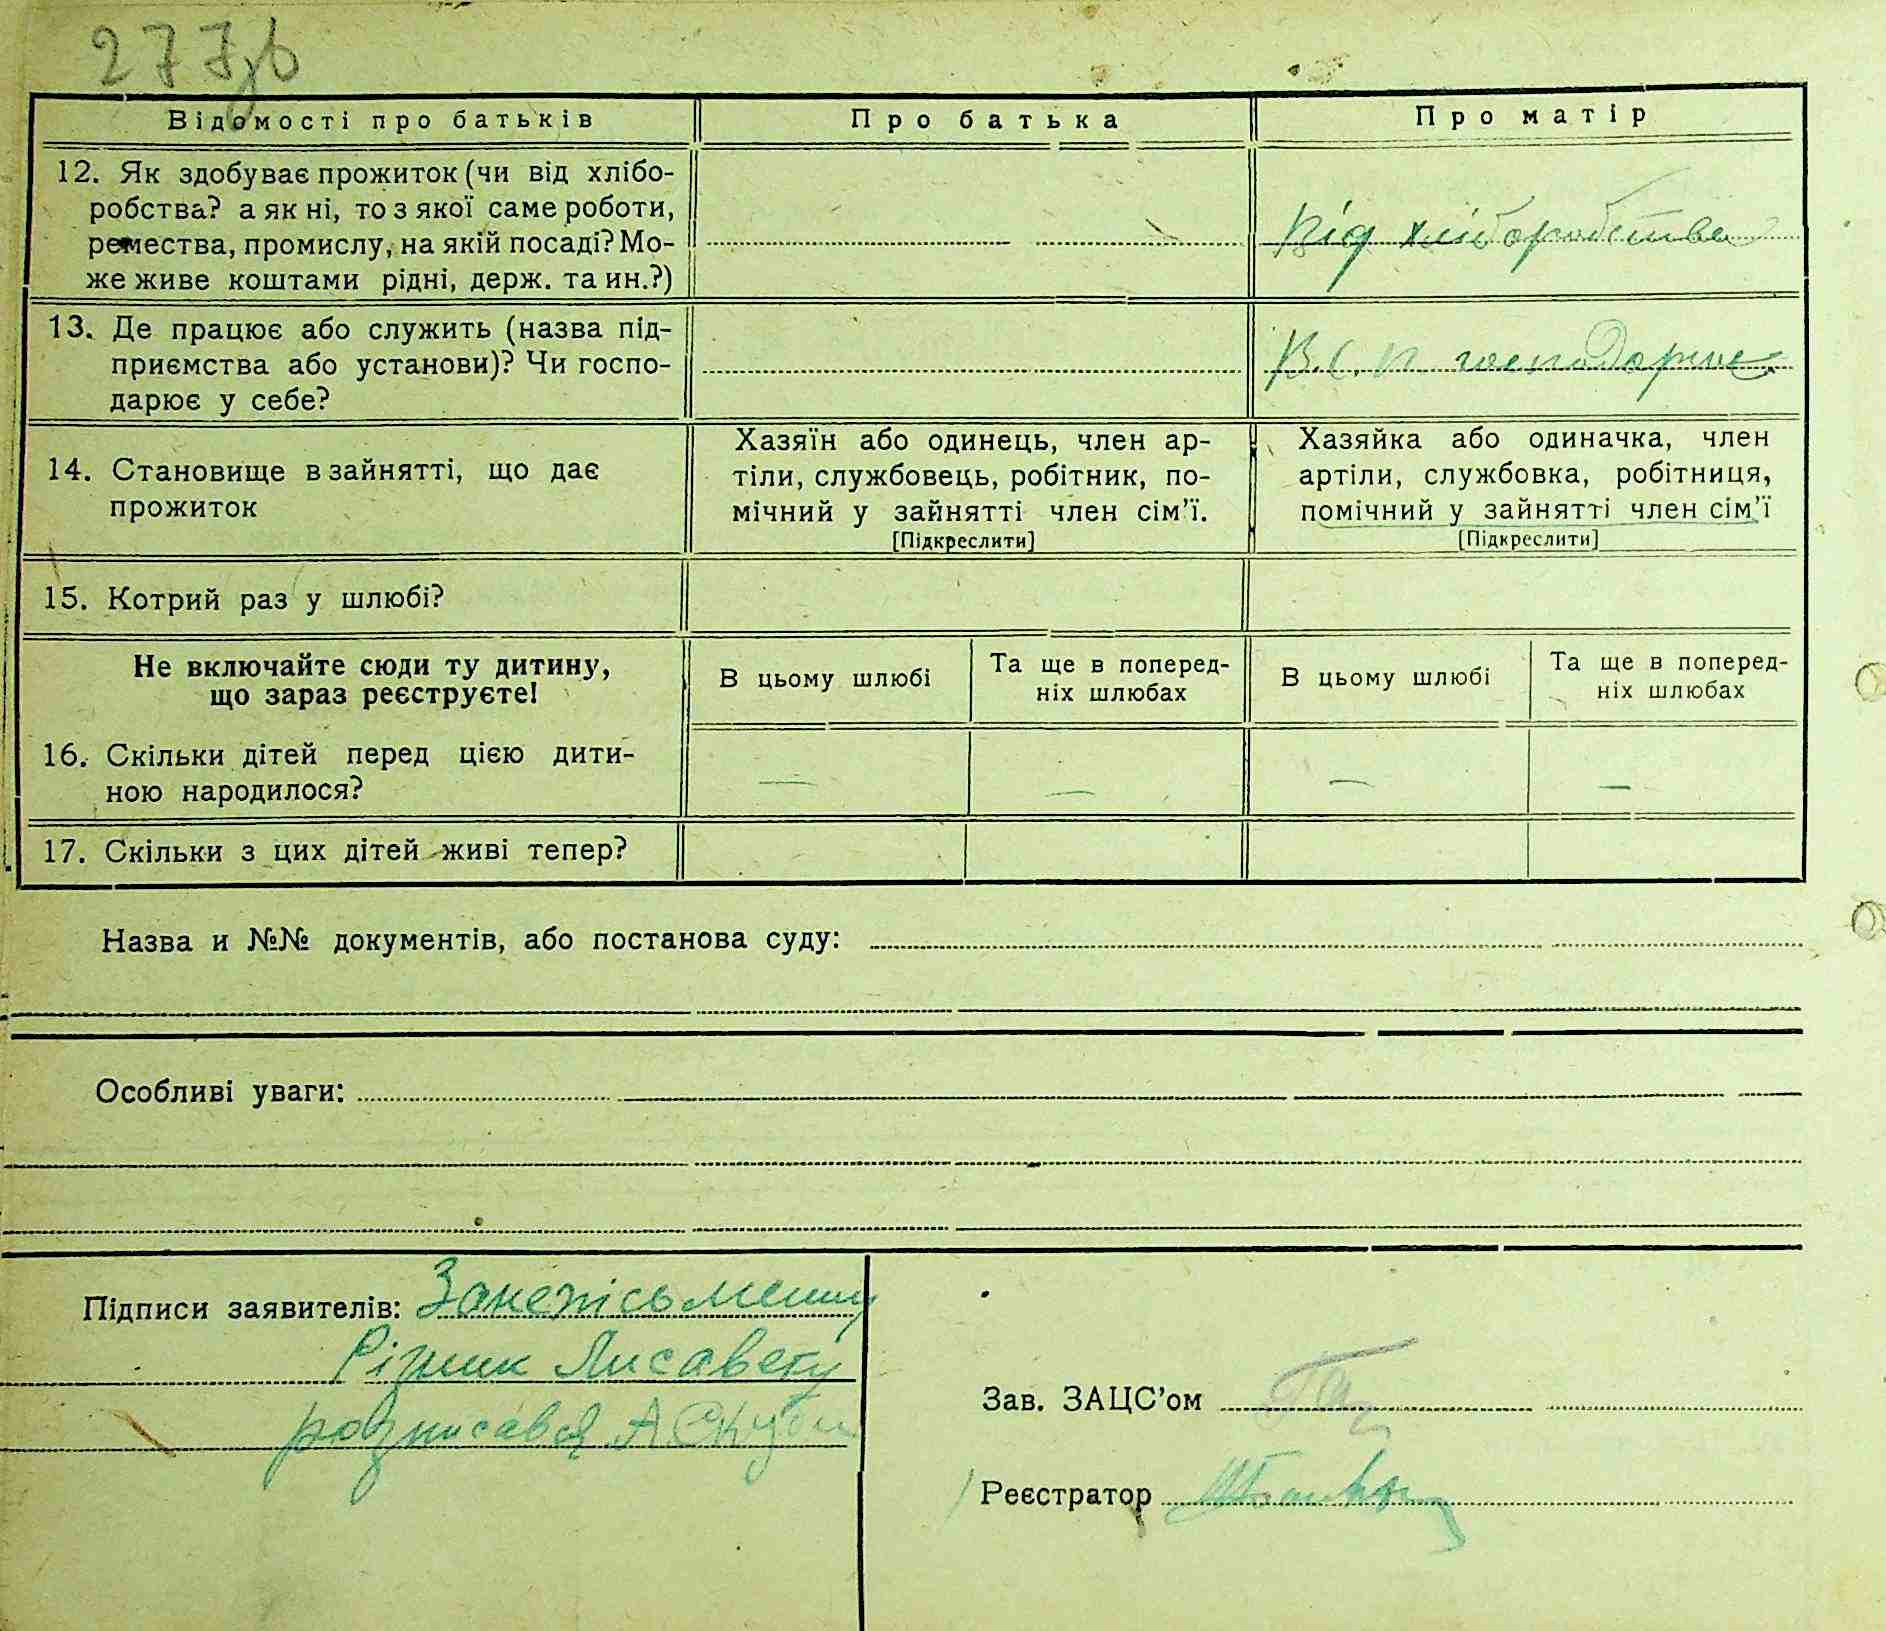 277зв
Відомості про батьків
Про батька
Про матір
12. Як здобуває прожиток (чи від хлібо-
робства? а як ні, то з якої саме роботи,
ремества, промислу, на якій посаді? Мо-
же живе коштами рідні, держ. та ин.?)
Від хліборобства
13. Де працює або служить (назва під-
приємства або установи)? Чи госпо-
дарює у себе?
В.С.П.
14. Становище в зайнятті, що дає
прожиток
Хазяїн або одинець, член ар-
тіли, службовець, робітник, по-
мічний у зайнятті член сім’ї.
[Підкреслити]
Хазяйка або одиначка, член
артіли, службовка, робітниця,
помічний у зайнятті член сім’ї
[Підкреслити]
15. Котрий раз у шлюбі?
Не включайте сюди ту дитину,
що зараз реєструєте!
В цьому шлюбі
Та ще в поперед-
ніх шлюбах
В цьому шлюбі
Та ще в поперед-
ніх шлюбах
16. Скільки дітей перед цією дити-
ною народилося?
— — — —
17. Скільки з цих дітей живі тепер?
Назва и №№ документів, або постанова суду:
Особливі уваги:
Підписи заявителів: Занепісьменну
Різник Лисавету
розписався А Скуби
Зав. ЗАЦС’ом
Реєстратор